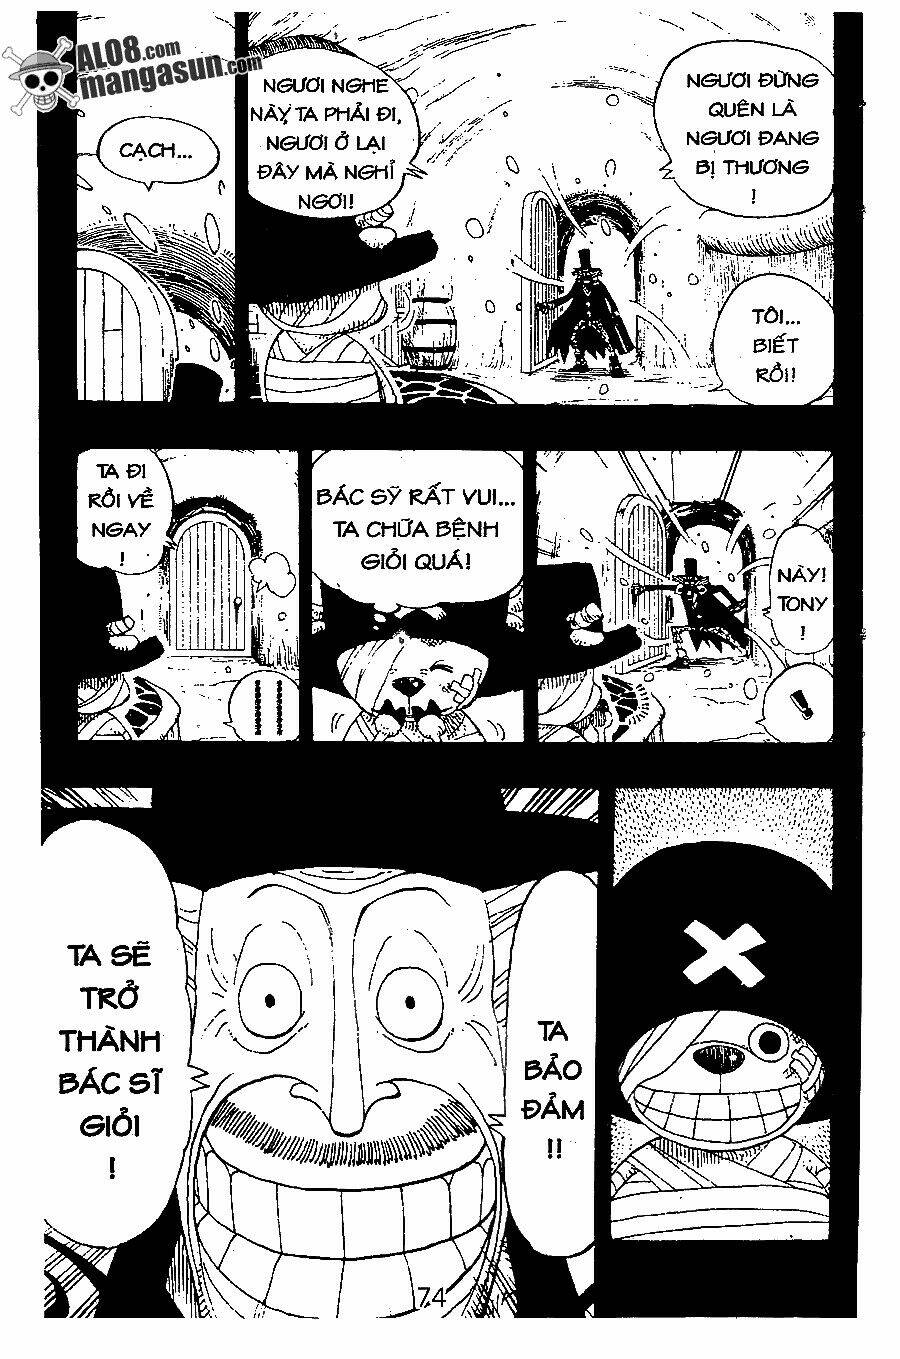 AL08.com
mangasun.com
NGƯƠI ĐỪNG
QUÊN LÀ
NGƯƠI ĐANG
BỊ THƯƠNG
!
NGƯƠI NGHE
NÀY, TA PHẢI ĐI,
NGƯƠI Ở LẠI
ĐÂY MÀ NGHỈ
NGƠI!
TÔI...
BIẾT
RỒI!
CẠCH...
NÀY!
TONY
!
!
BÁC SỸ RẤT VUI...
TA CHỮA BỆNH
GIỎI QUÁ!
TA ĐI
RỒI VỀ
NGAY
!
TA
BẢO
ĐẢM
!!
TA SẼ
TRỞ
THÀNH
BÁC SĨ
GIỎI
!
174